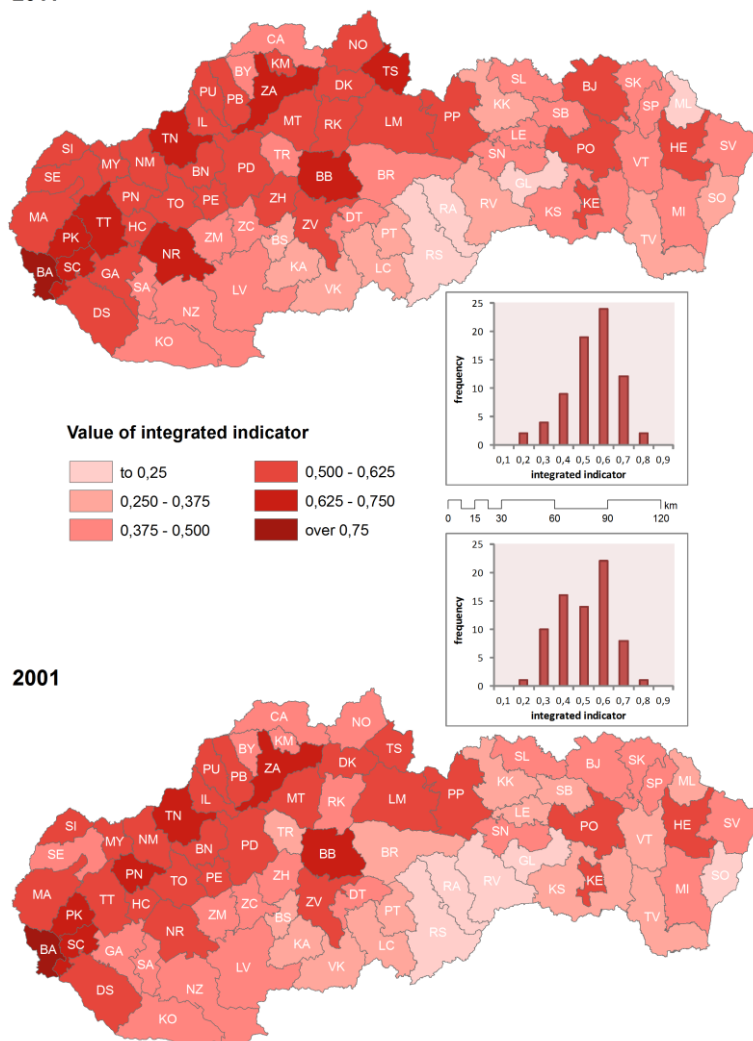 CA
NO
BY
KM
TS
PU
PB
ZA
DK
SL
BJ
SK
IL
MT
RK
LM
PP
KK
SP
ML
TN
SB
SI
MY
NM
LE
PO
HE
SV
SE
BN
PD
TR
SN
VT
BB
BR
GL
PN
TO
PE
ZH
RA
RV
KS
KE
MI
SO
MA
TT
HC
DT
PK
NR
ZM
ZC
BS
ZV
PT
RS
TV
BA
SC
GA
KA
LC
SA
LV
VK
DS
NZ
KO
25
20
15
10
5
0
frequency
0,1 0,2 0,3 0,4 0,5 0,6 0,7 0,8 0,9
integrated indicator
Value of integrated indicator
to 0,25
0,500 - 0,625
0,250 - 0,375
0,625 - 0,750
0,375 - 0,500
over 0,75
km
0 15 30 60 90 120
25
20
15
10
5
0
frequency
0,1 0,2 0,3 0,4 0,5 0,6 0,7 0,8 0,9
integrated indicator
2001
CA
NO
BY
KM
TS
PU
PB
ZA
DK
SL
BJ
SK
IL
MT
RK
LM
PP
KK
SP
ML
TN
SB
SI
MY
NM
LE
PO
HE
SV
SE
BN
PD
TR
SN
VT
BB
BR
GL
PN
TO
PE
ZH
RA
RV
KS
KE
MI
SO
MA
TT
HC
DT
PK
NR
ZM
ZC
BS
ZV
PT
RS
TV
BA
SC
GA
KA
LC
SA
LV
VK
DS
NZ
KO